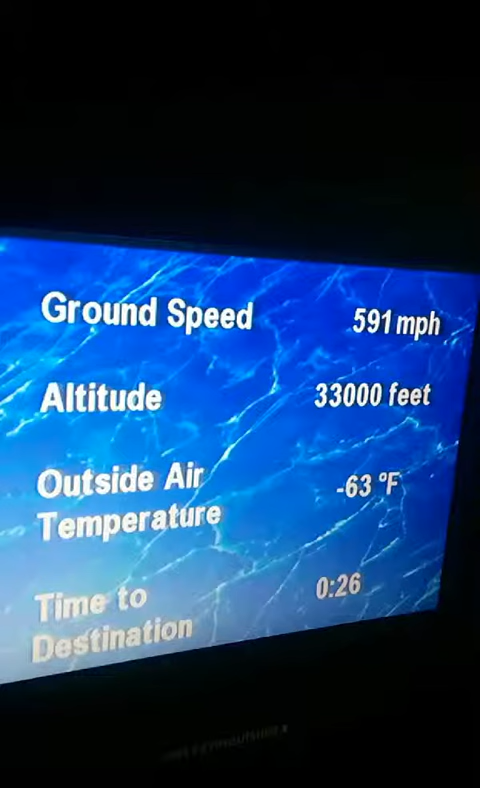 Ground Speed 591 mph
Altitude 33000 feet
Outside Air
Temperature -63 °F
Time to
Destination 0:26